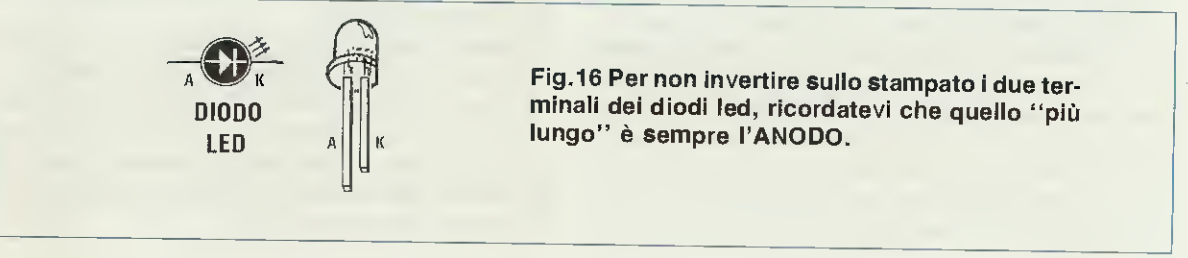 A K
DIODO
LED
A K
Fig.16 Per non invertire sullo stampato i due ter-
minali dei diodi led, ricordatevi che quello ‘‘più
lungo’’ è sempre l’ANODO.